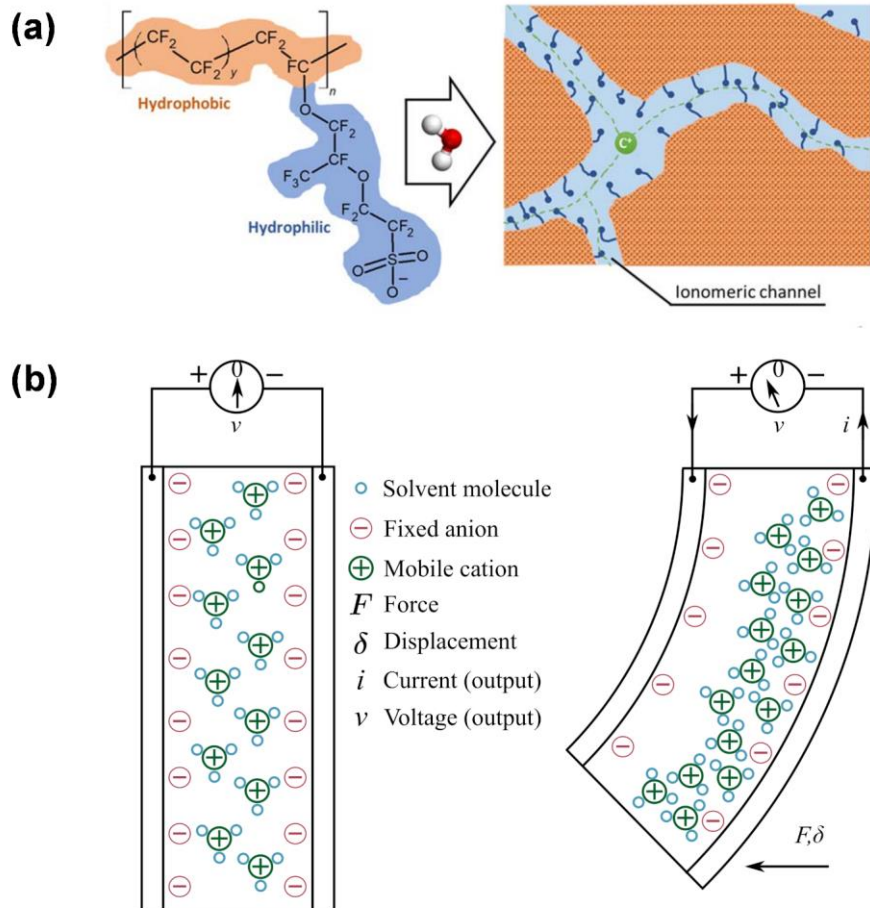 (a)
CF2 CF2
CF2 y FC n
Hydrophobic
O CF2
F3C CF O
Hydrophilic F2C CF2
O S O
O−
C+
Ionomeric channel
(b)
+ 0 −
v
Solvent molecule
− Fixed anion
+ Mobile cation
F Force
δ Displacement
i Current (output)
v Voltage (output)
+ 0 −
v i
F,δ